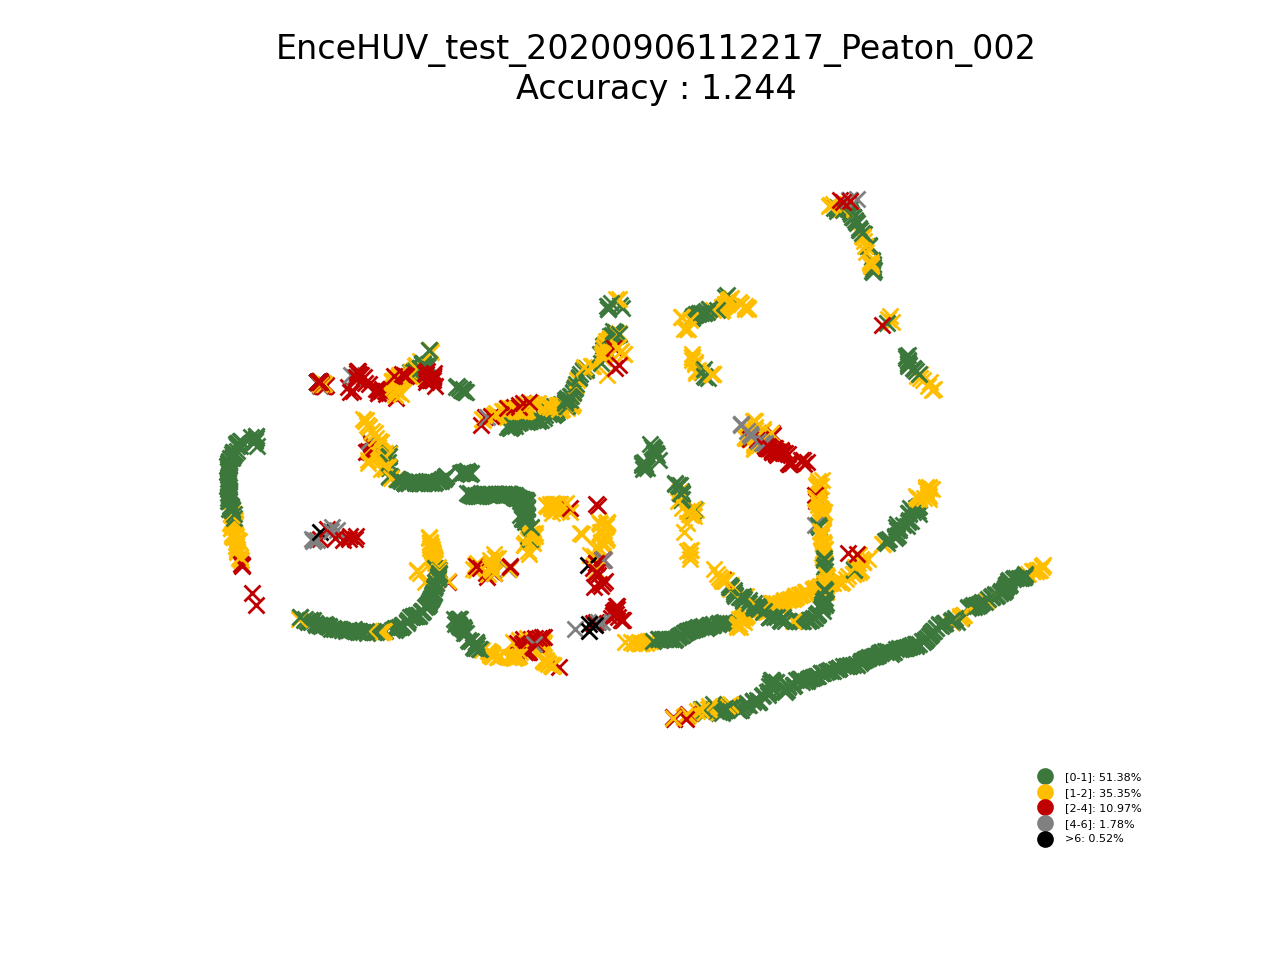 EnceHUV_test_20200906112217_Peaton_002
Accuracy : 1.244
[0-1]: 51.38%
[1-2]: 35.35%
[2-4]: 10.97%
[4-6]: 1.78%
>6: 0.52%